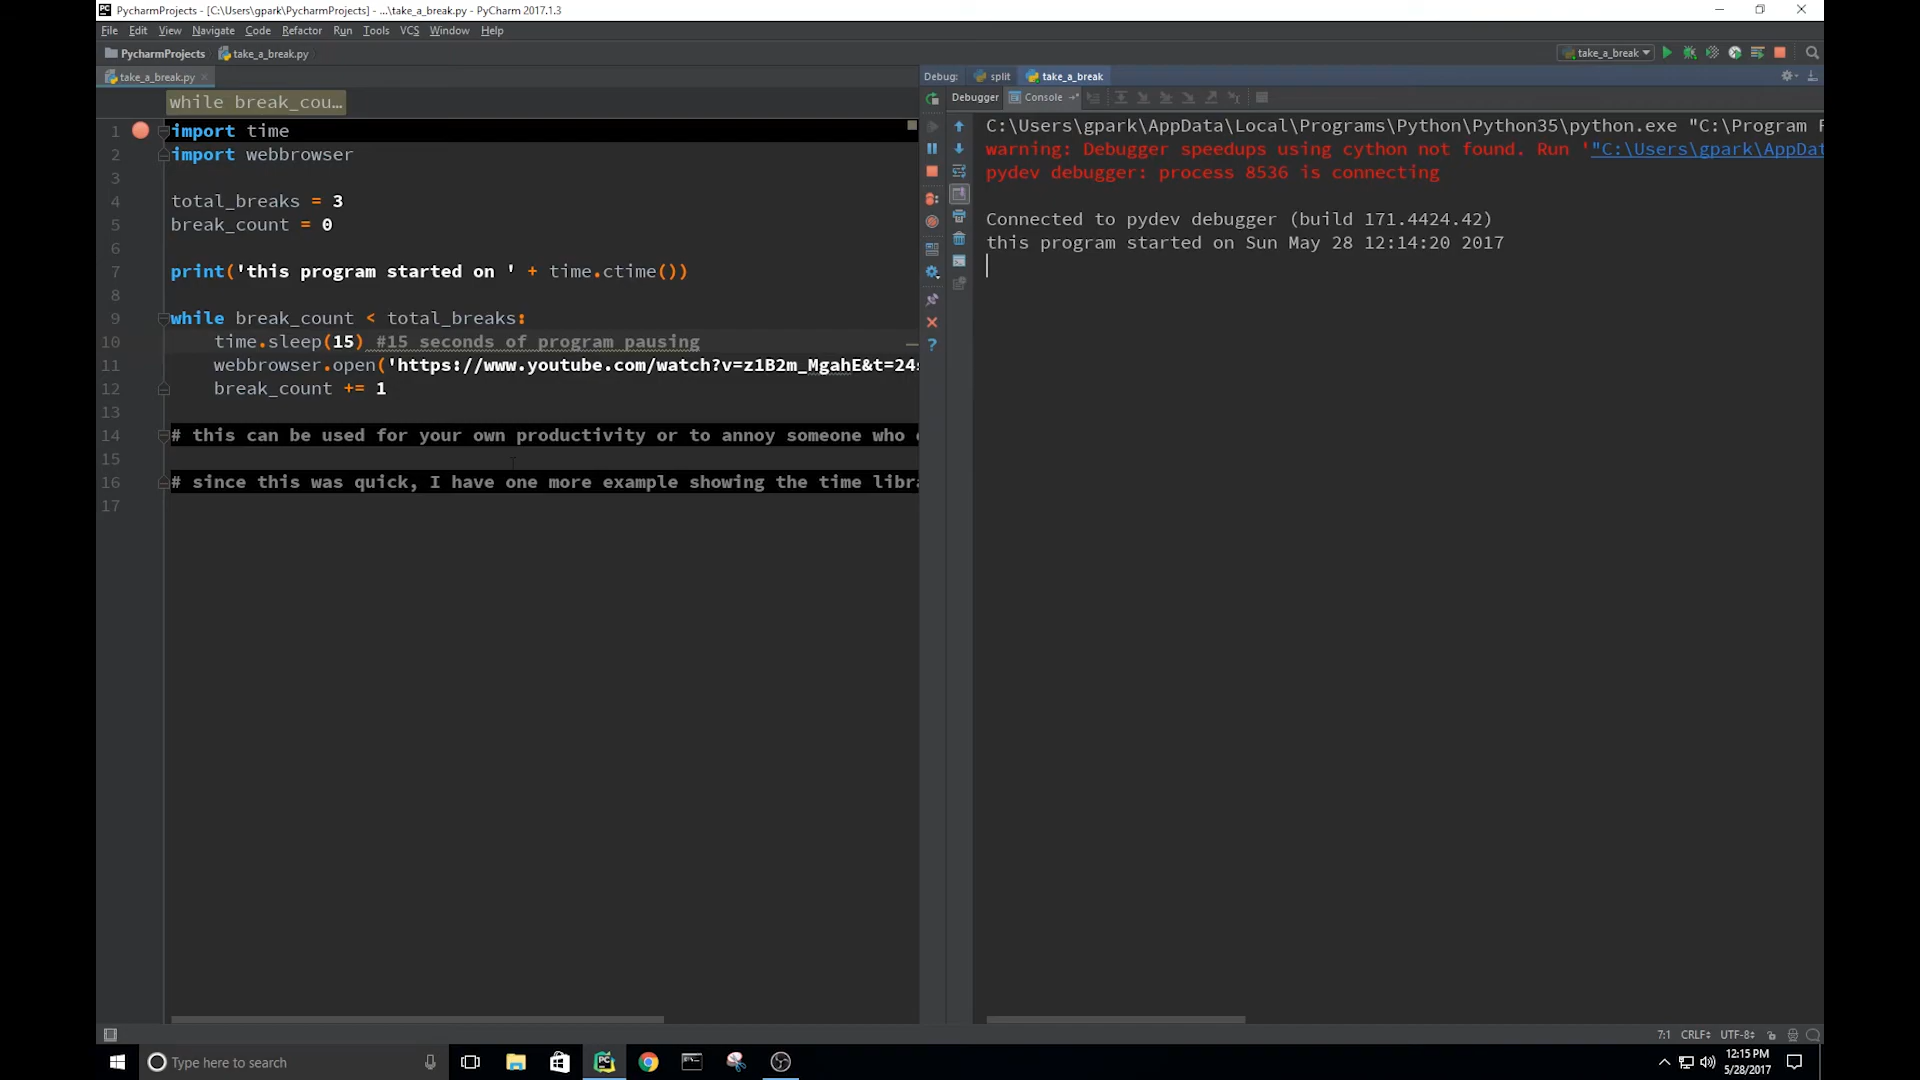 PycharmProjects - [C:\Users\gpark\PycharmProjects] - ...\take_a_break.py - PyCharm 2017.1.3
File Edit View Navigate Code Refactor Run Tools VCS Window Help
PycharmProjects take_a_break.py
take_a_break
take_a_break.py
Debug: split take_a_break
Debugger Console
while break_cou…
1 import time
2 import webbrowser
3
4 total_breaks = 3
5 break_count = 0
6
7 print('this program started on ' + time.ctime())
8
9 while break_count < total_breaks:
10 time.sleep(15) #15 seconds of program pausing
11 webbrowser.open('https://www.youtube.com/watch?v=z1B2m_MgahE&t=24s
12 break_count += 1
13
14 # this can be used for your own productivity or to annoy someone who
15
16 # since this was quick, I have one more example showing the time libra
17
C:\Users\gpark\AppData\Local\Programs\Python\Python35\python.exe "C:\Program F
warning: Debugger speedups using cython not found. Run '"C:\Users\gpark\AppDat
pydev debugger: process 8536 is connecting
Connected to pydev debugger (build 171.4424.42)
this program started on Sun May 28 12:14:20 2017
7:1 CRLF UTF-8
Type here to search
12:15 PM
5/28/2017